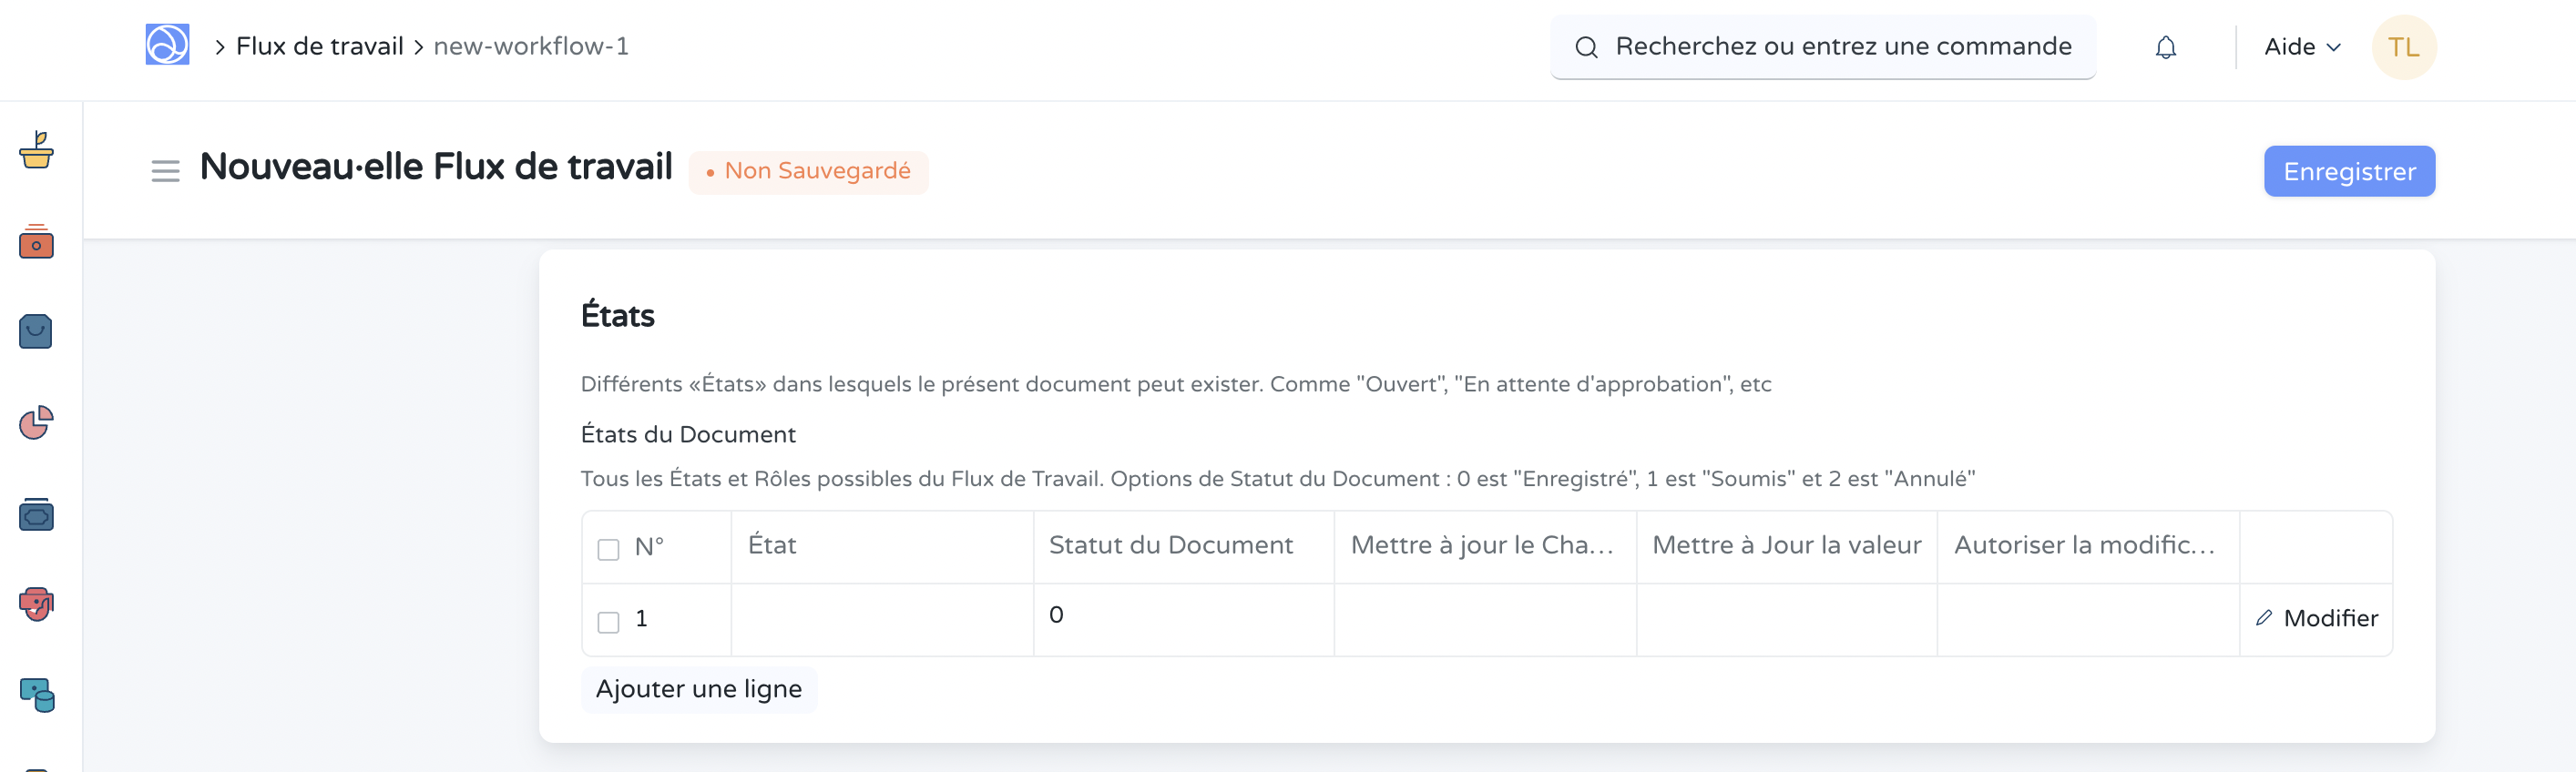 Flux de travail
new-workflow-1
Recherchez ou entrez une commande
Aide
TL
Nouveau·elle Flux de travail
Non Sauvegardé
Enregistrer
États
Différents «États» dans lesquels le présent document peut exister. Comme "Ouvert", "En attente d'approbation", etc
États du Document
Tous les États et Rôles possibles du Flux de Travail. Options de Statut du Document : 0 est "Enregistré", 1 est "Soumis" et 2 est "Annulé"
N° État Statut du Document Mettre à jour le Cha... Mettre à Jour la valeur Autoriser la modific...
1 0 Modifier
Ajouter une ligne